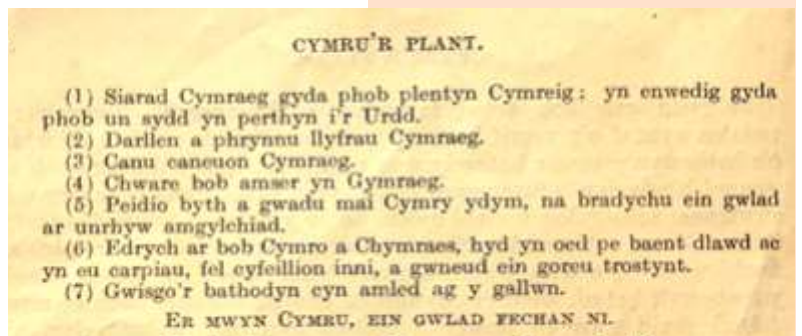 CYMRU'R PLANT.
(1) Siarad Cymraeg gyda phob plentyn Cymreig: yn enwedig gyda
phob un sydd yn perthyn i'r Urdd.
(2) Darllen a phrynnu llyfrau Cymraeg.
(3) Canu caneuon Cymraeg.
(4) Chware bob amser yn Gymraeg.
(5) Peidio byth a gwadu mai Cymry ydym, na bradychu ein gwlad
ar unrhyw amgylchiad.
(6) Edrych ar bob Cymro a Chymraes, hyd yn oed pe baent dlawd ac
yn eu carpiau, fel cyfeillion inni, a gwneud ein goreu trostynt.
(7) Gwisgo'r bathodyn cyn amled ag y gallwn.
ER MWYN CYMRU, EIN GWLAD FECHAN NI.